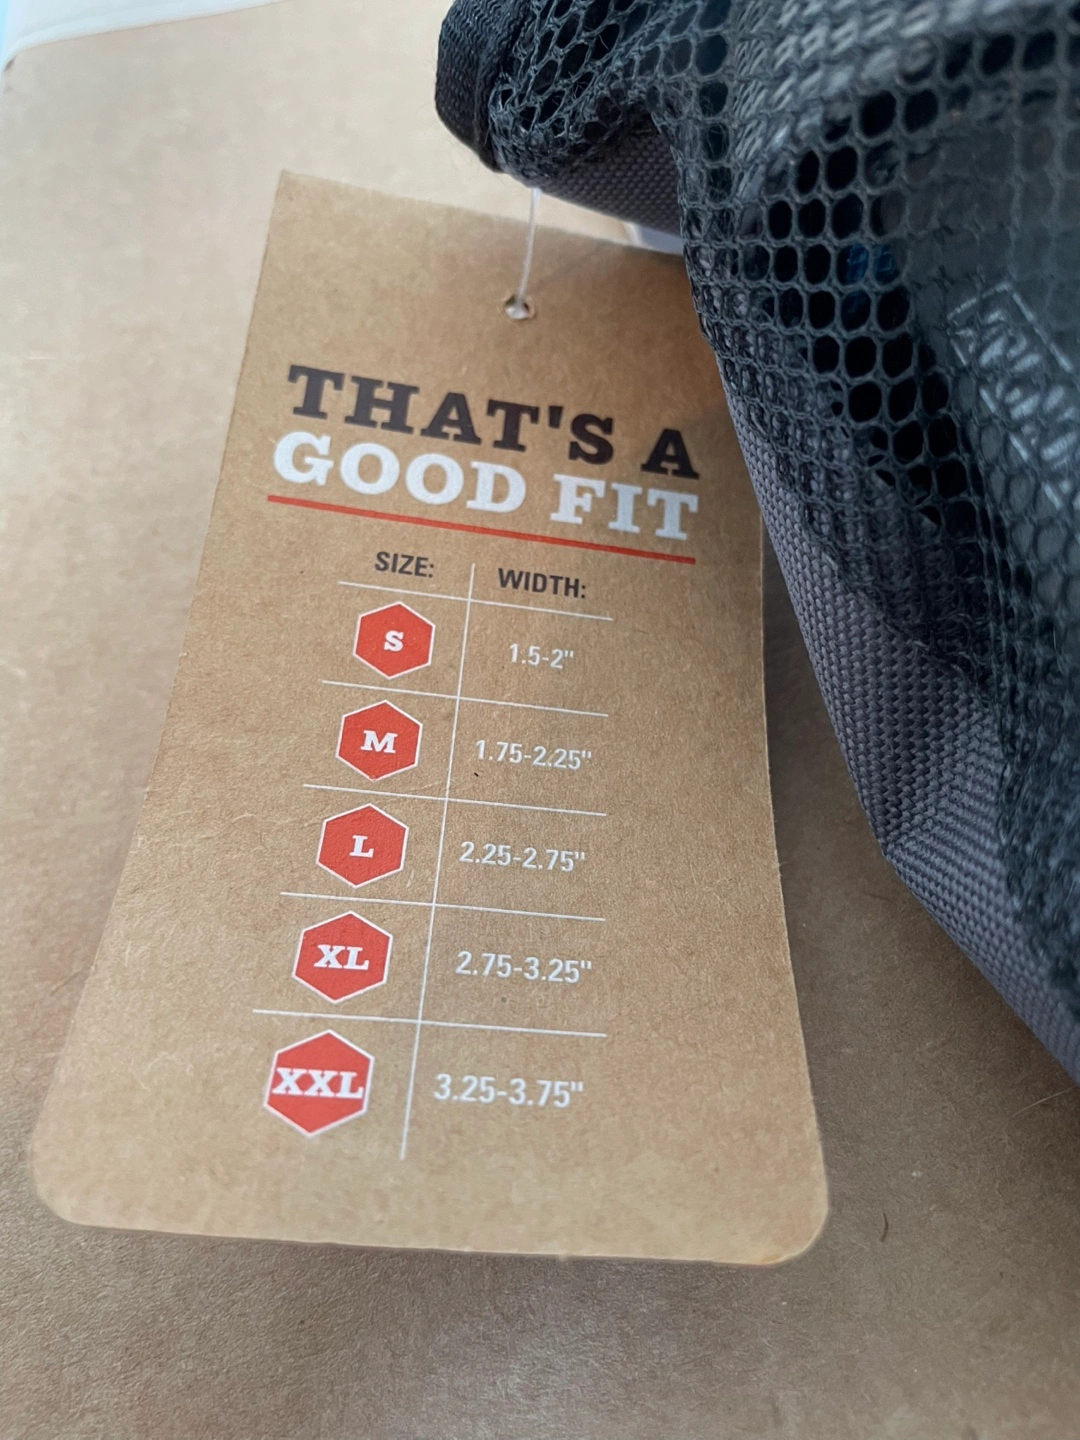 THAT'S A
GOOD FIT
SIZE: WIDTH:
S 1.5-2"
M 1.75-2.25"
L 2.25-2.75"
XL 2.75-3.25"
XXL 3.25-3.75"